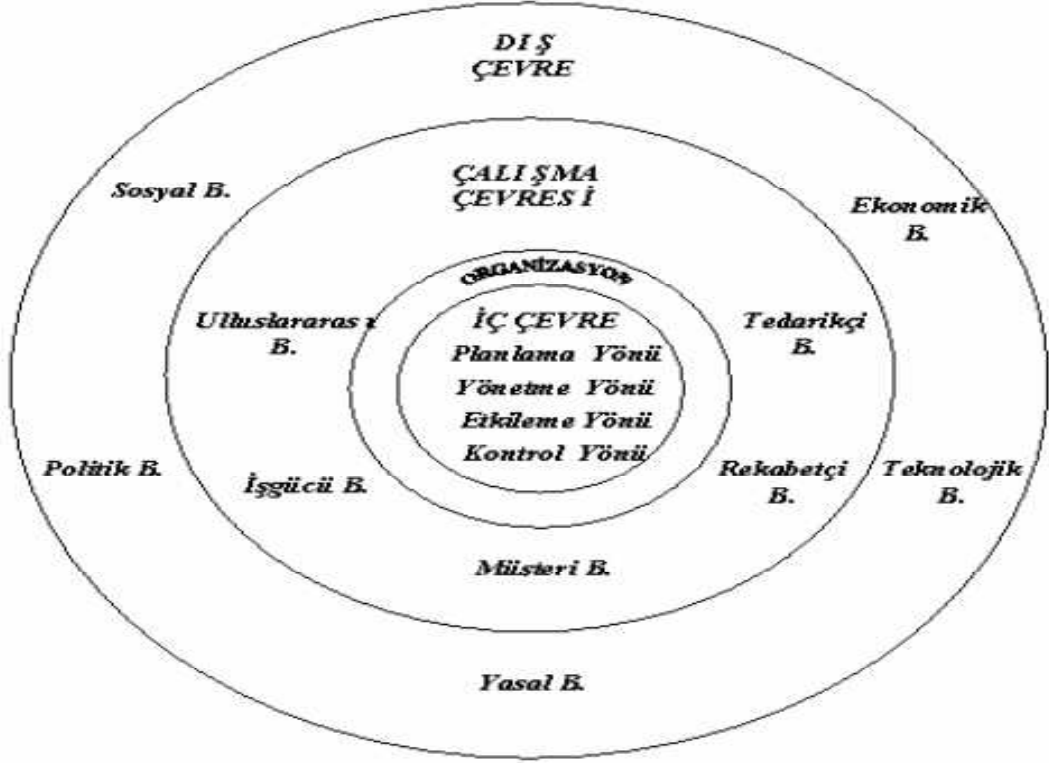 DIŞ
ÇEVRE
ÇALIŞMA
ÇEVRESİ
Sosyal B.
Ekonomik
B.
ORGANİZASYON
Uluslararası
B.
İÇ ÇEVRE
Tedarikçi
B.
Planlama Yönü
Yönetme Yönü
Etkileme Yönü
Kontrol Yönü
Politik B.
İşgücü B.
Rekabetçi
B.
Teknolojik
B.
Müşteri B.
Yasal B.